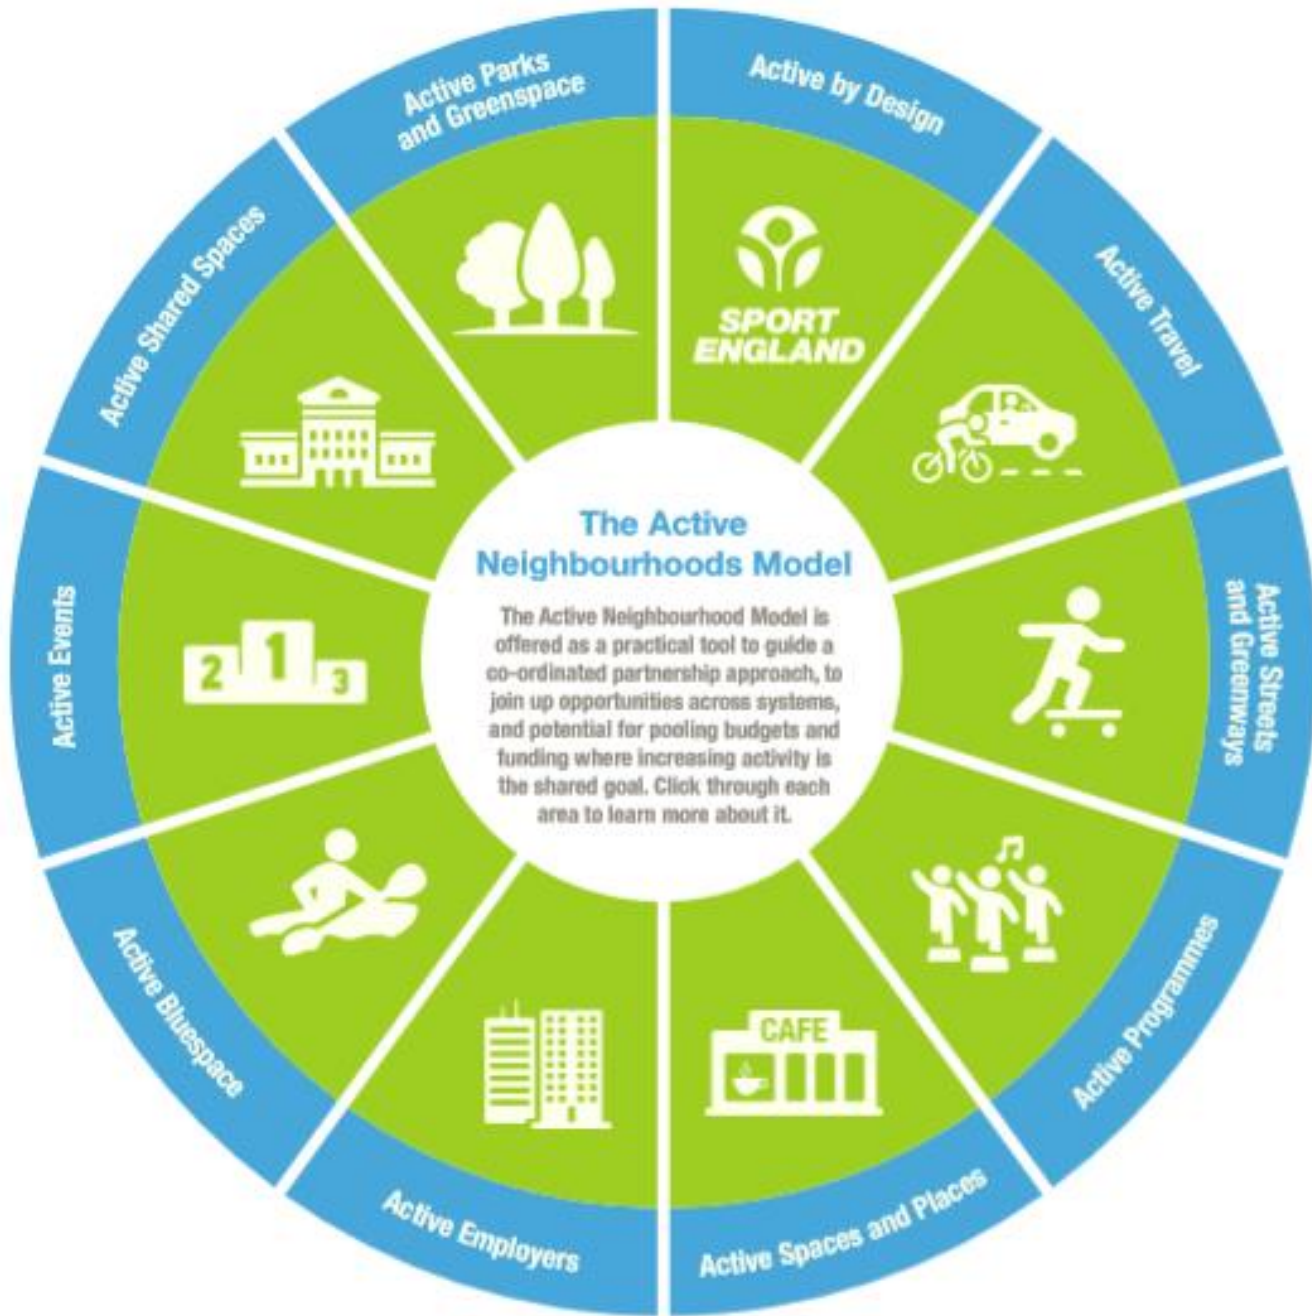 Active by Design
SPORT
ENGLAND
Active Travel
Active Streets
and Greenways
Active Programmes
Active Spaces and Places
CAFE
Active Employers
Active Bluespace
Active Events
2
1
3
Active Shared Spaces
Active Parks
and Greenspace
The Active
Neighbourhoods Model
The Active Neighbourhood Model is
offered as a practical tool to guide a
co-ordinated partnership approach, to
join up opportunities across systems,
and potential for pooling budgets and
funding where increasing activity is
the shared goal. Click through each
area to learn more about it.